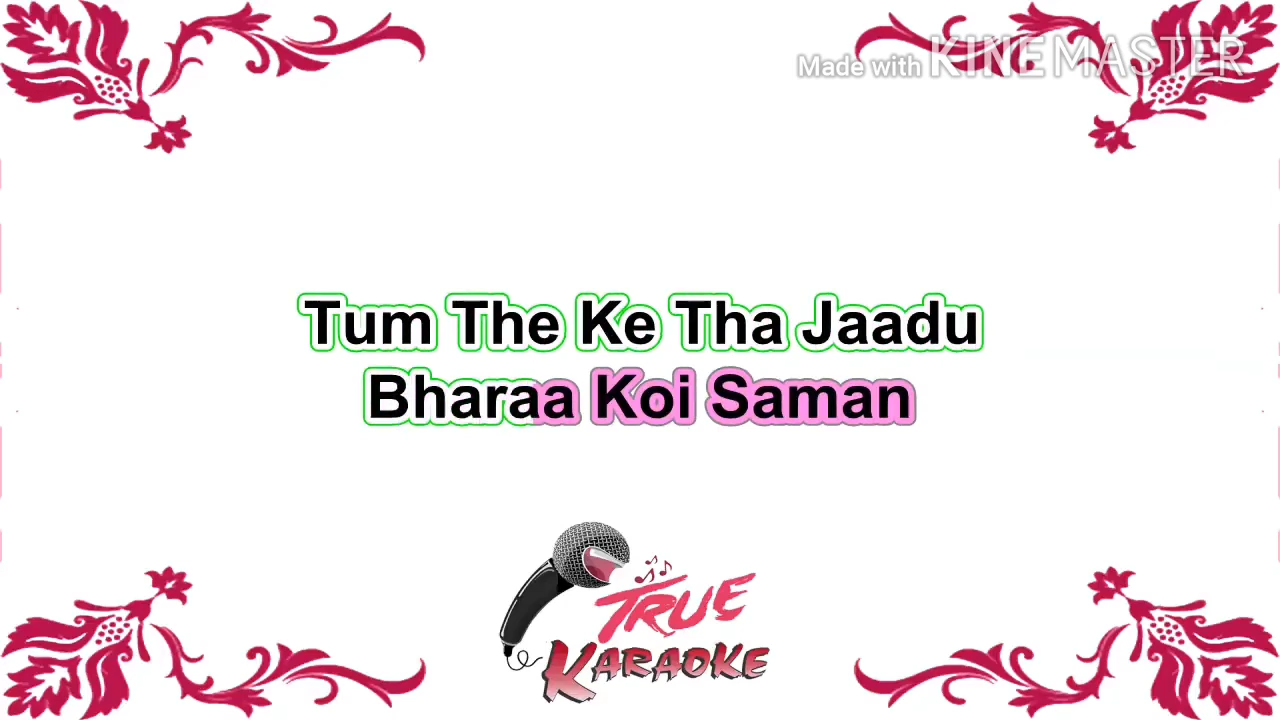 Made with KINEMASTER
Tum The Ke Tha Jaadu
Bharaa Koi Saman
TRUE
KARAOKE